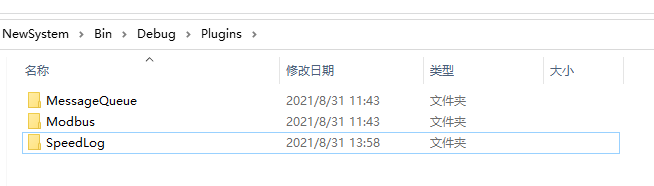 NewSystem > Bin > Debug > Plugins >
名称 修改日期 类型 大小
MessageQueue 2021/8/31 11:43 文件夹
Modbus 2021/8/31 11:43 文件夹
SpeedLog 2021/8/31 13:58 文件夹